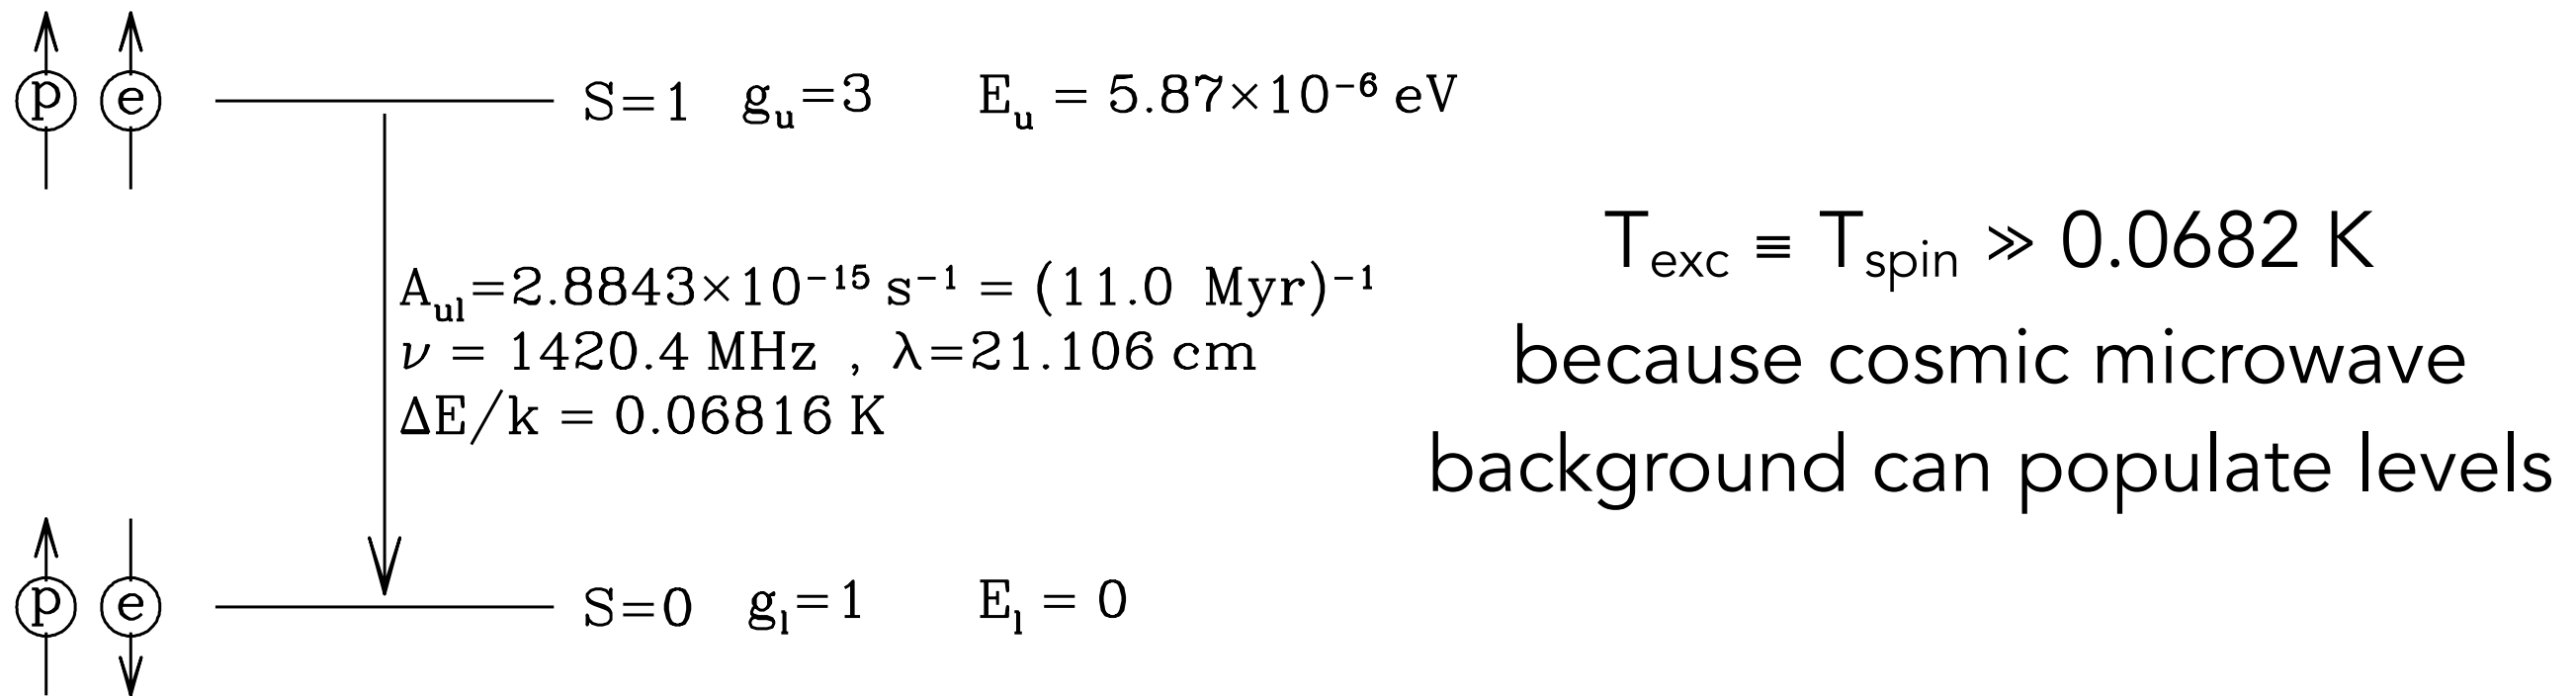 p e S=1 g_u=3 E_u = 5.87×10⁻⁶ eV
A_ul=2.8843×10⁻¹⁵ s⁻¹ = (11.0 Myr)⁻¹
ν = 1420.4 MHz , λ=21.106 cm
ΔE/k = 0.06816 K
p e S=0 g_l=1 E_l = 0
T_exc ≡ T_spin ≫ 0.0682 K
because cosmic microwave
background can populate levels